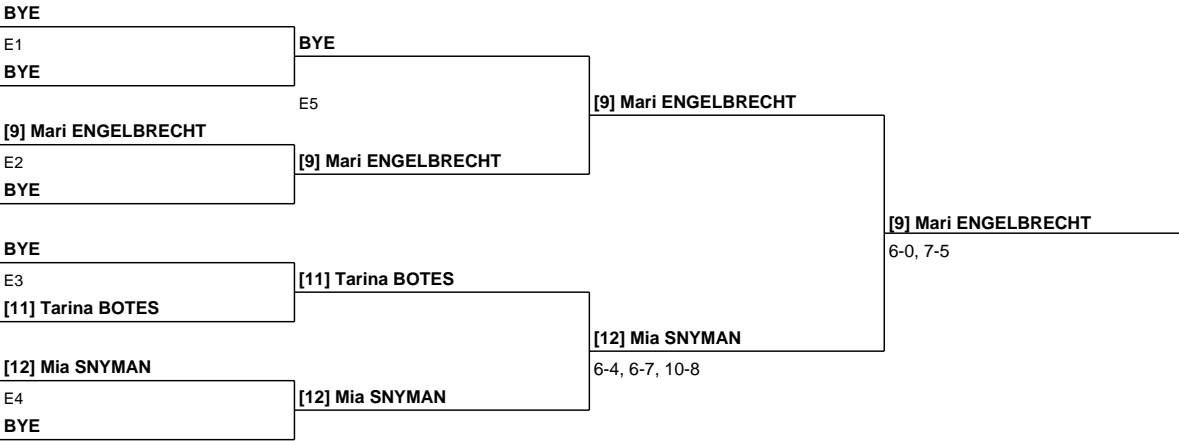 BYE
E1
BYE
BYE
E5
[9] Mari ENGELBRECHT
[9] Mari ENGELBRECHT
E2
[9] Mari ENGELBRECHT
BYE
[9] Mari ENGELBRECHT
6-0, 7-5
BYE
E3
[11] Tarina BOTES
[11] Tarina BOTES
[12] Mia SNYMAN
6-4, 6-7, 10-8
[12] Mia SNYMAN
E4
[12] Mia SNYMAN
BYE